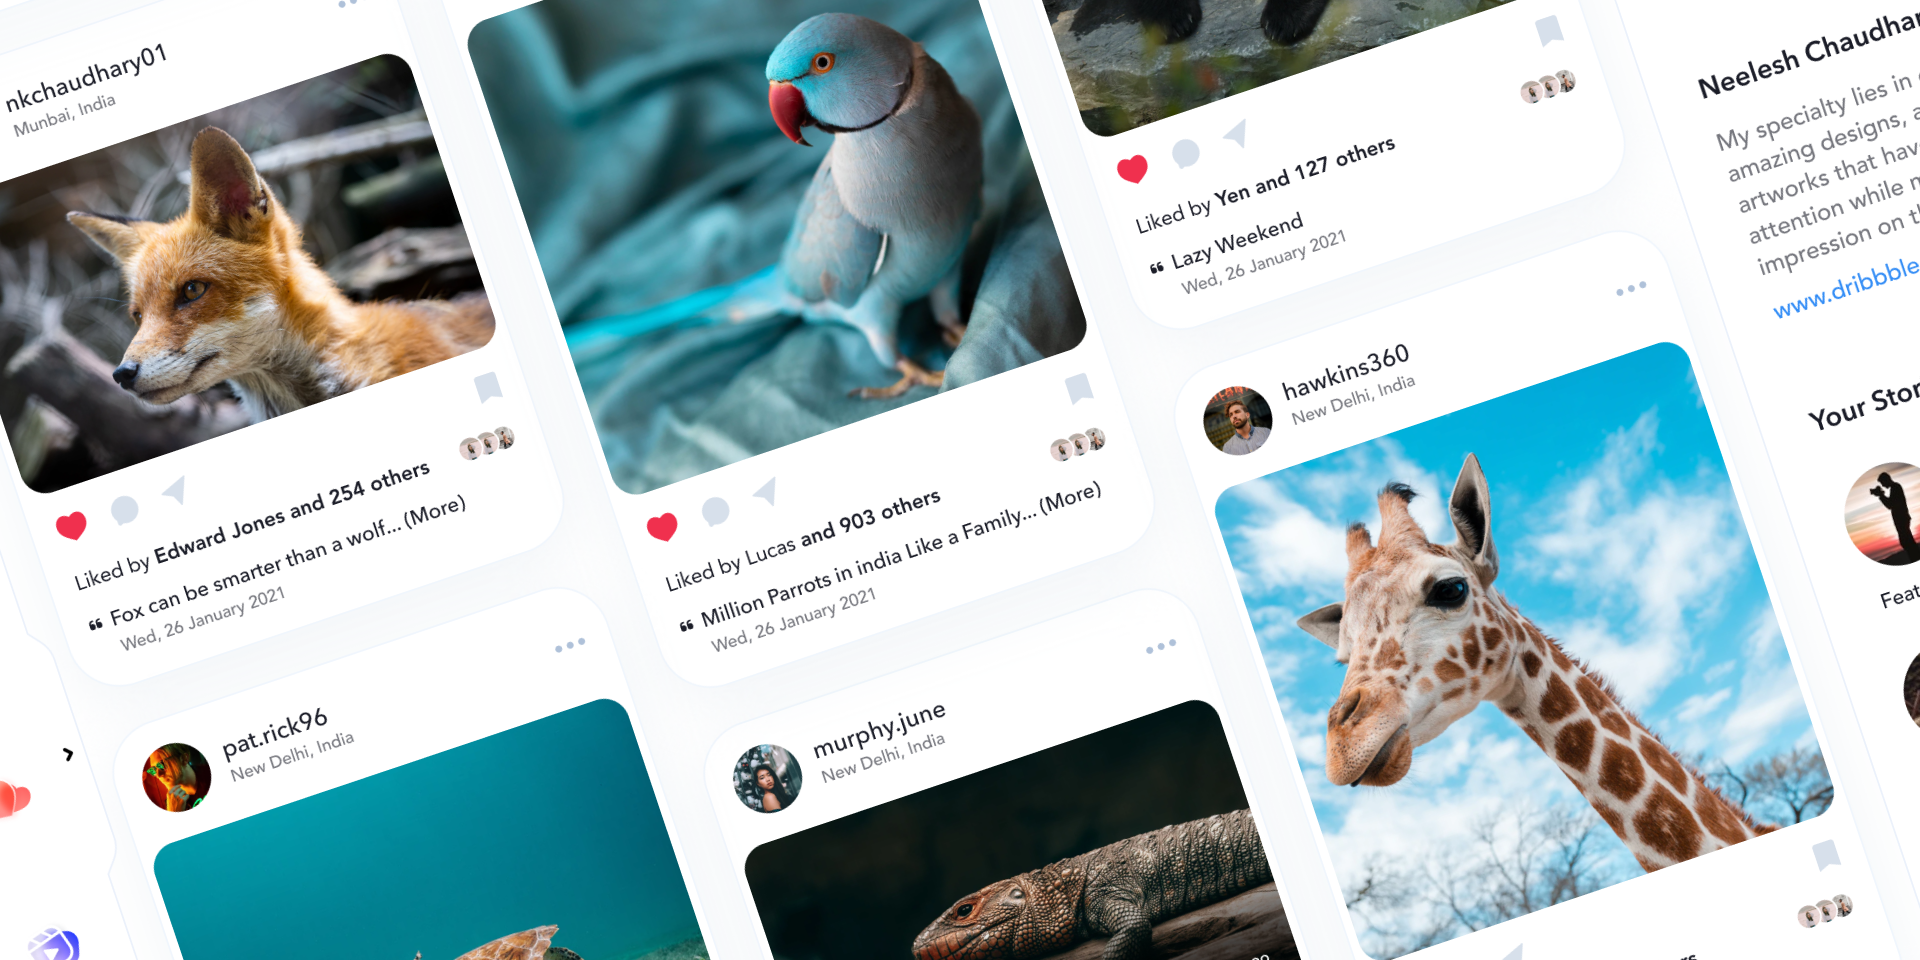 nkchaudhary01
Munbai, India
Liked by Edward Jones and 254 others
“ Fox can be smarter than a wolf... (More)
Wed, 26 January 2021
pat.rick96
New Delhi, India
Liked by Lucas and 903 others
“ Million Parrots in india Like a Family... (More)
Wed, 26 January 2021
murphy.june
New Delhi, India
Liked by Yen and 127 others
“ Lazy Weekend
Wed, 26 January 2021
hawkins360
New Delhi, India
Neelesh Chaudhar
My specialty lies in
amazing designs, a
artworks that hav
attention while m
impression on th
www.dribbble
Your Stor
Feat